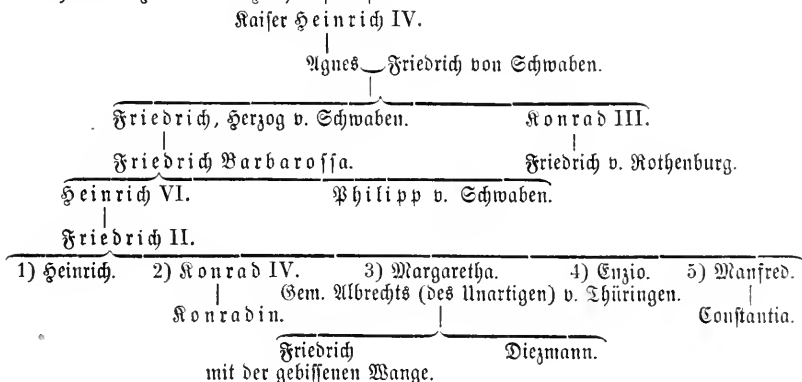 Kaiser Heinrich IV.
Agnes Friedrich von Schwaben.
Friedrich, Herzog v. Schwaben. Konrad III.
Friedrich Barbarossa. Friedrich v. Rothenburg.
Heinrich VI. Philipp v. Schwaben.
Friedrich II.
1) Heinrich. 2) Konrad IV. 3) Margaretha. 4) Enzio. 5) Manfred.
Gem. Albrechts (des Unartigen) v. Thüringen.
Konradin. Constantia.
Friedrich Diezmann.
mit der gebissenen Wange.